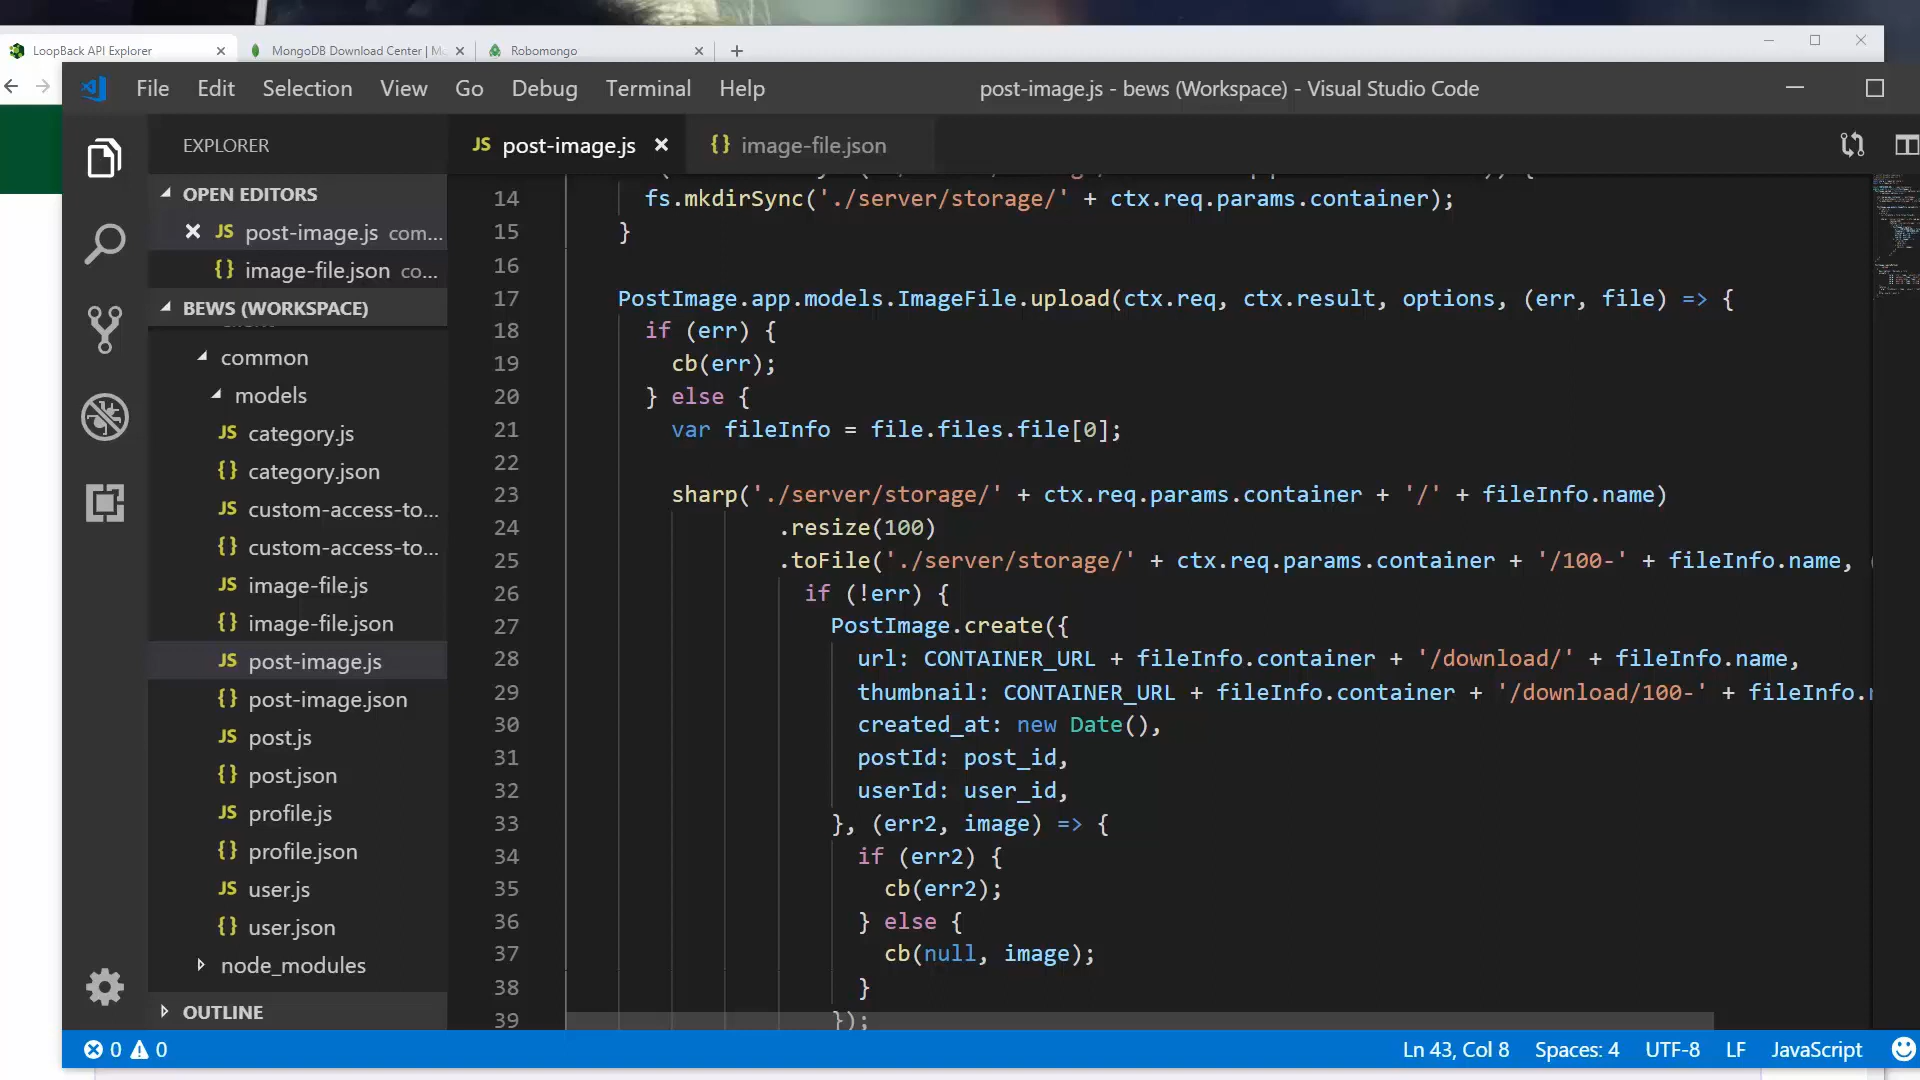 LoopBack API Explorer
MongoDB Download Center | Mo
Robomongo
File Edit Selection View Go Debug Terminal Help
post-image.js - bews (Workspace) - Visual Studio Code
EXPLORER
JS post-image.js
{} image-file.json
OPEN EDITORS
JS post-image.js com...
{} image-file.json co...
BEWS (WORKSPACE)
common
models
JS category.js
{} category.json
JS custom-access-to...
{} custom-access-to...
JS image-file.js
{} image-file.json
JS post-image.js
{} post-image.json
JS post.js
{} post.json
JS profile.js
{} profile.json
JS user.js
{} user.json
node_modules
OUTLINE
14 fs.mkdirSync('./server/storage/' + ctx.req.params.container);
15 }
16
17 PostImage.app.models.ImageFile.upload(ctx.req, ctx.result, options, (err, file) => {
18 if (err) {
19 cb(err);
20 } else {
21 var fileInfo = file.files.file[0];
22
23 sharp('./server/storage/' + ctx.req.params.container + '/' + fileInfo.name)
24 .resize(100)
25 .toFile('./server/storage/' + ctx.req.params.container + '/100-' + fileInfo.name, (
26 if (!err) {
27 PostImage.create({
28 url: CONTAINER_URL + fileInfo.container + '/download/' + fileInfo.name,
29 thumbnail: CONTAINER_URL + fileInfo.container + '/download/100-' + fileInfo.
30 created_at: new Date(),
31 postId: post_id,
32 userId: user_id,
33 }, (err2, image) => {
34 if (err2) {
35 cb(err2);
36 } else {
37 cb(null, image);
38 }
39 });
0 0
Ln 43, Col 8 Spaces: 4 UTF-8 LF JavaScript